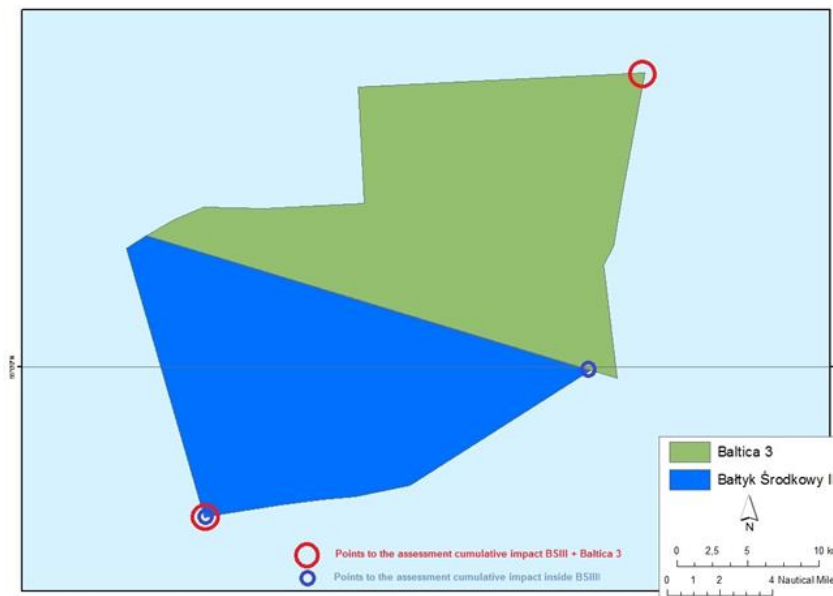 Baltica 3
Bałtyk Środkowy II
N
0 2,5 5 10 km
0 1 2 4 Nautical Mile
Points to the assessment cumulative impact BSIII + Baltica 3
Points to the assessment cumulative impact inside BSIII